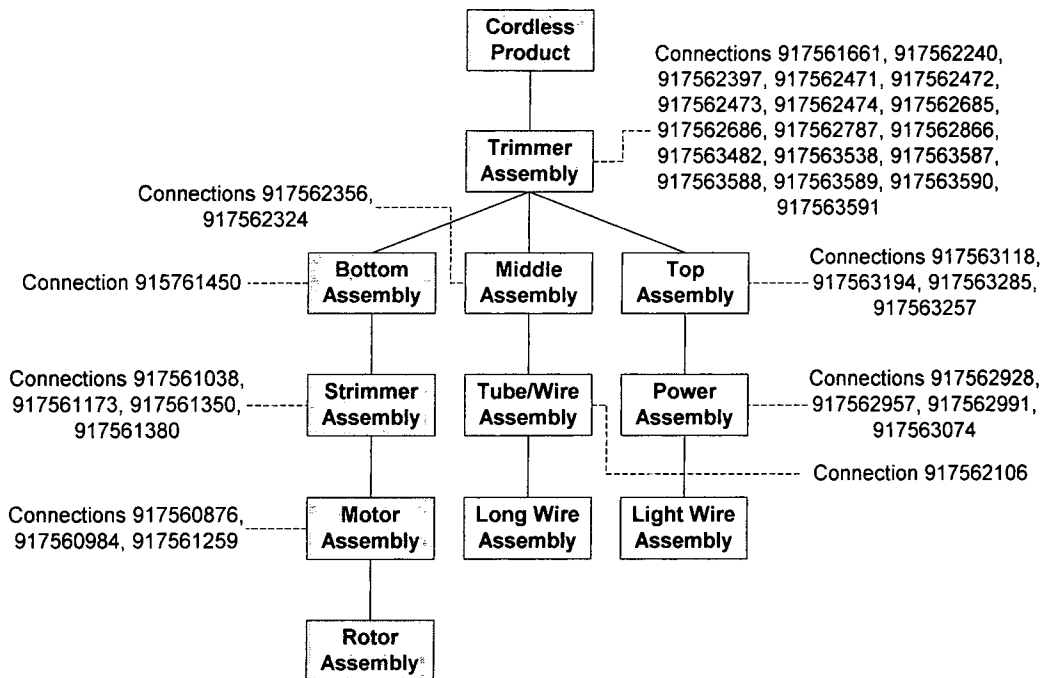 Cordless
Product
Connections 917561661, 917562240,
917562397, 917562471, 917562472,
917562473, 917562474, 917562685,
917562686, 917562787, 917562866,
917563482, 917563538, 917563587,
917563588, 917563589, 917563590,
917563591
Trimmer
Assembly
Connections 917562356,
917562324
Connection 915761450
Bottom
Assembly
Middle
Assembly
Top
Assembly
Connections 917563118,
917563194, 917563285,
917563257
Connections 917561038,
917561173, 917561350,
917561380
Strimmer
Assembly
Tube/Wire
Assembly
Power
Assembly
Connections 917562928,
917562957, 917562991,
917563074
Connection 917562106
Connections 917560876,
917560984, 917561259
Motor
Assembly
Long Wire
Assembly
Light Wire
Assembly
Rotor
Assembly